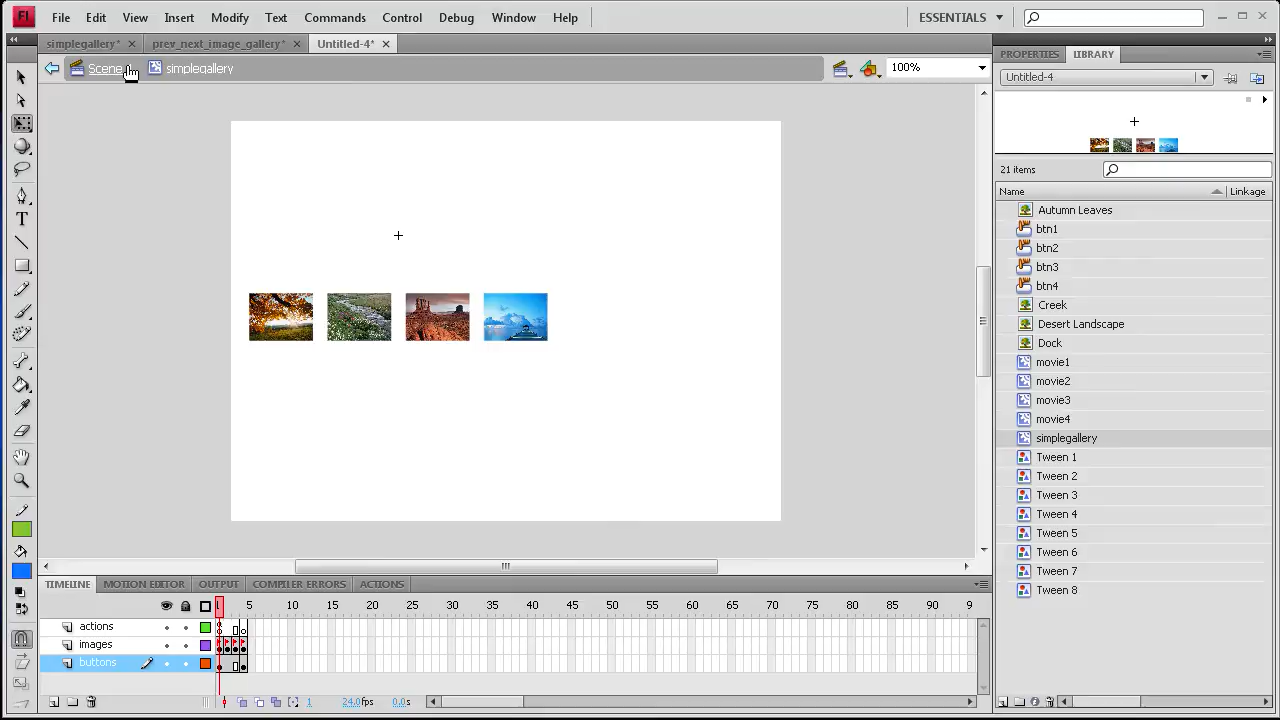 Fl File Edit View Insert Modify Text Commands Control Debug Window Help ESSENTIALS
simplegallery* prev_next_image_gallery* Untitled-4*
Scene simplegallery 100%
PROPERTIES LIBRARY
Untitled-4
21 items
Name Linkage
Autumn Leaves
btn1
btn2
btn3
btn4
Creek
Desert Landscape
Dock
movie1
movie2
movie3
movie4
simplegallery
Tween 1
Tween 2
Tween 3
Tween 4
Tween 5
Tween 6
Tween 7
Tween 8
TIMELINE MOTION EDITOR OUTPUT COMPILER ERRORS ACTIONS
1 5 10 15 20 25 30 35 40 45 50 55 60 65 70 75 80 85 90 9
actions
images
buttons
1 24.0fps 0.0s